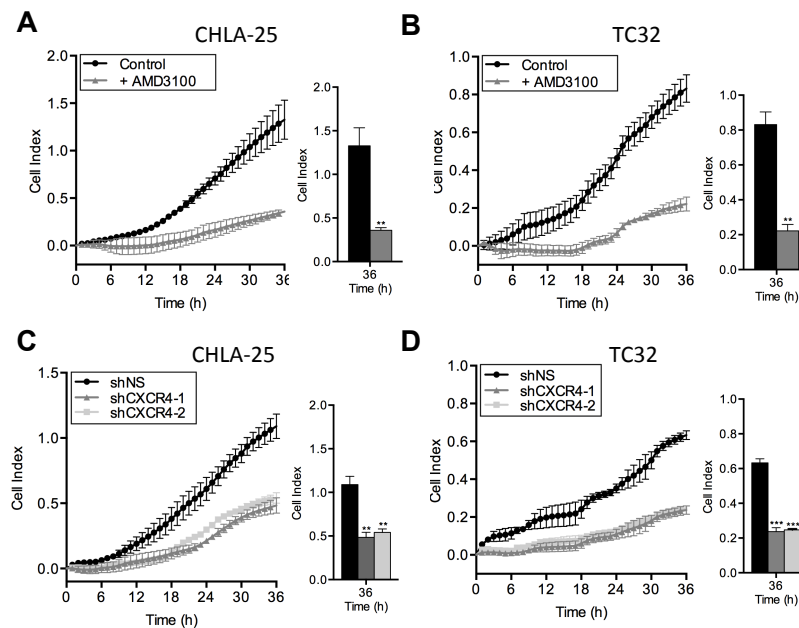 A
CHLA-25
Control
+ AMD3100
Cell Index
2.0
1.5
1.0
0.5
0.0
0 6 12 18 24 30 36
Time (h)
Cell Index
2.0
1.5
1.0
0.5
0.0
**
36
Time (h)
B
TC32
Control
+ AMD3100
Cell Index
1.0
0.8
0.6
0.4
0.2
0.0
0 6 12 18 24 30 36
Time (h)
Cell Index
1.0
0.8
0.6
0.4
0.2
0.0
**
36
Time (h)
C
CHLA-25
shNS
shCXCR4-1
shCXCR4-2
Cell Index
1.5
1.0
0.5
0.0
0 6 12 18 24 30 36
Time (h)
Cell Index
2.0
1.5
1.0
0.5
0.0
** **
36
Time (h)
D
TC32
shNS
shCXCR4-1
shCXCR4-2
Cell Index
1.0
0.8
0.6
0.4
0.2
0.0
0 6 12 18 24 30 36
Time (h)
Cell Index
1.0
0.8
0.6
0.4
0.2
0.0
*** ***
36
Time (h)